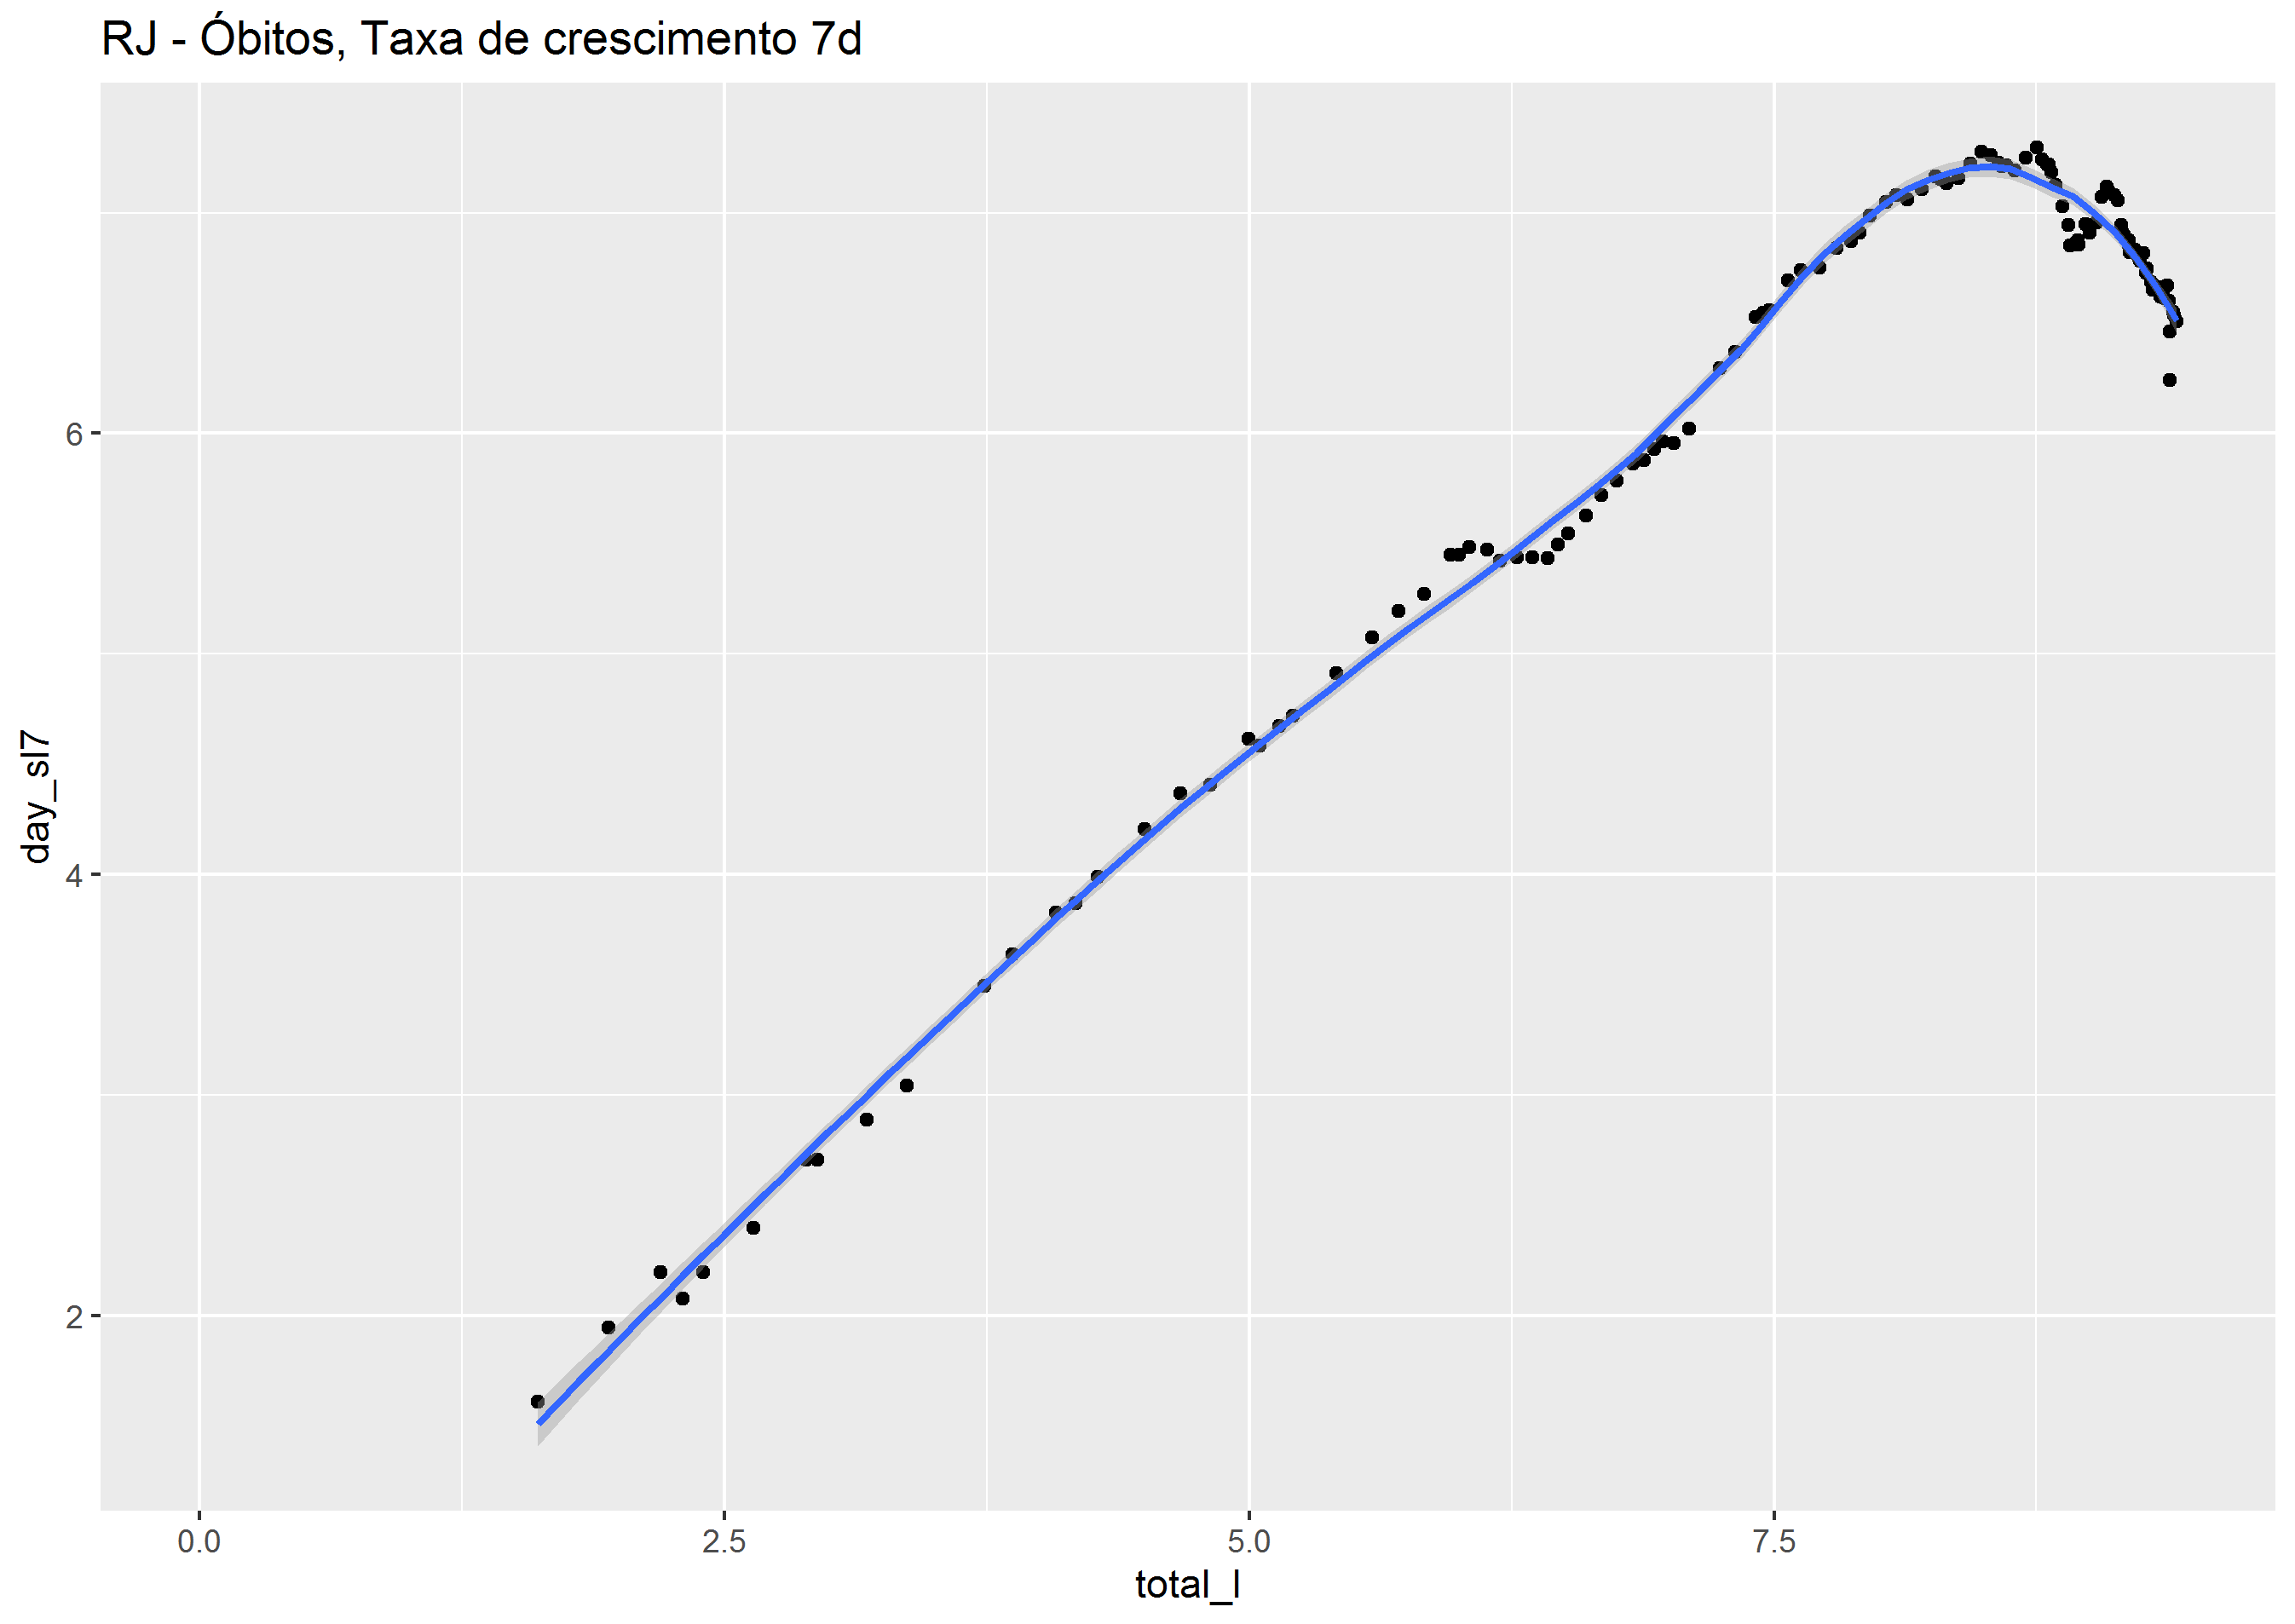 RJ - Óbitos, Taxa de crescimento 7d
day_sl7
6
4
2
0.0 2.5 5.0 7.5
total_l